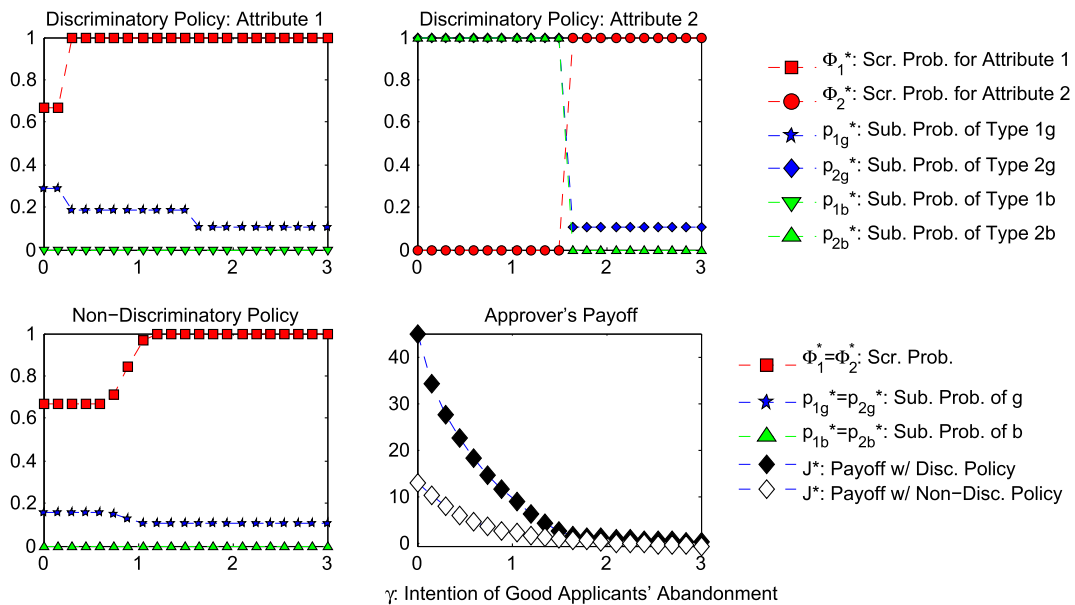 Discriminatory Policy: Attribute 1
1
0.8
0.6
0.4
0.2
0
0 1 2 3
Discriminatory Policy: Attribute 2
1
0.8
0.6
0.4
0.2
0
0 1 2 3
Φ₁*: Scr. Prob. for Attribute 1
Φ₂*: Scr. Prob. for Attribute 2
p₁g*: Sub. Prob. of Type 1g
p₂g*: Sub. Prob. of Type 2g
p₁b*: Sub. Prob. of Type 1b
p₂b*: Sub. Prob. of Type 2b
Non−Discriminatory Policy
1
0.8
0.6
0.4
0.2
0
0 1 2 3
Approver's Payoff
40
30
20
10
0
0 1 2 3
γ: Intention of Good Applicants' Abandonment
Φ₁*=Φ₂*: Scr. Prob.
p₁g*=p₂g*: Sub. Prob. of g
p₁b*=p₂b*: Sub. Prob. of b
J*: Payoff w/ Disc. Policy
J*: Payoff w/ Non−Disc. Policy